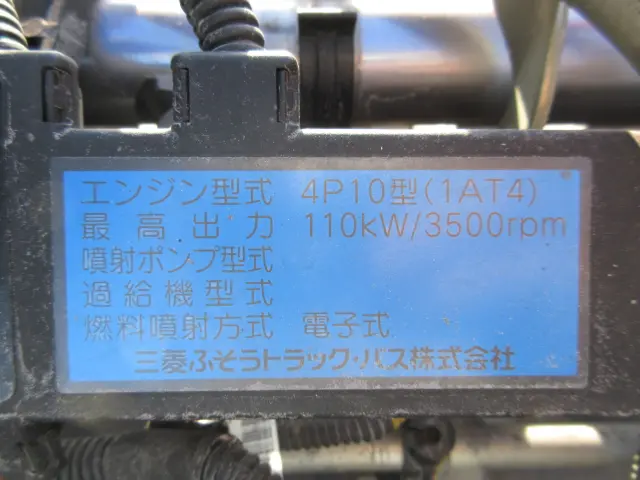 エンジン型式 4P10型(1AT4)
最高出力 110kW/3500rpm
噴射ポンプ型式
過給機型式
燃料噴射方式 電子式
三菱ふそうトラック・バス株式会社